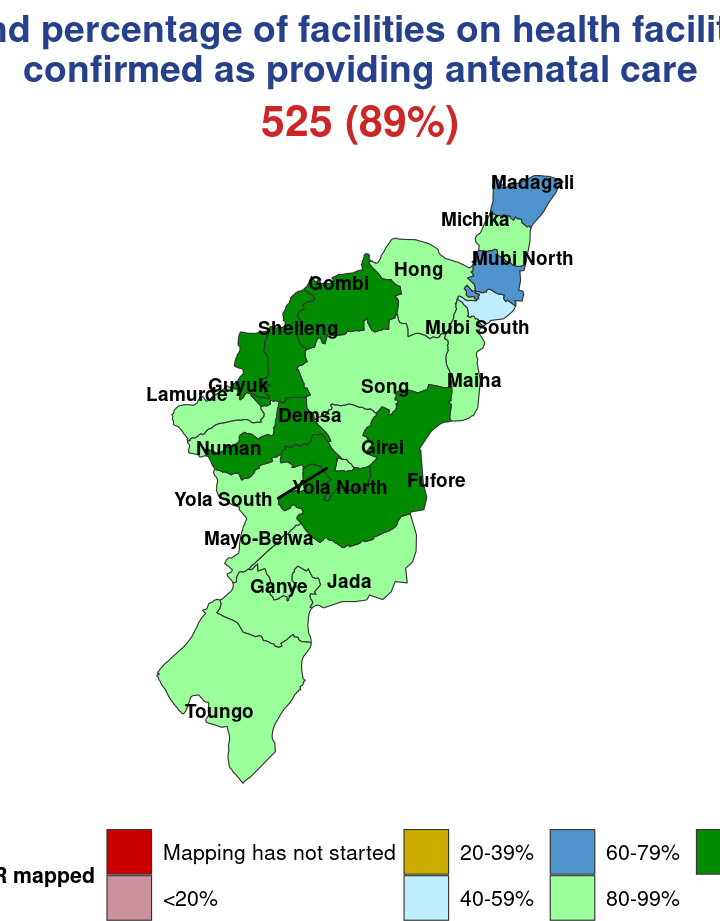 nd percentage of facilities on health facilit
confirmed as providing antenatal care
525 (89%)
Madagali
Michika
Mubi North
Hong
Gombi
Shelleng
Mubi South
Guyuk
Lamurde
Song
Maiha
Demsa
Numan
Girei
Yola North
Fufore
Yola South
Mayo-Belwa
Ganye
Jada
Toungo
R mapped
Mapping has not started
20-39%
60-79%
<20%
40-59%
80-99%